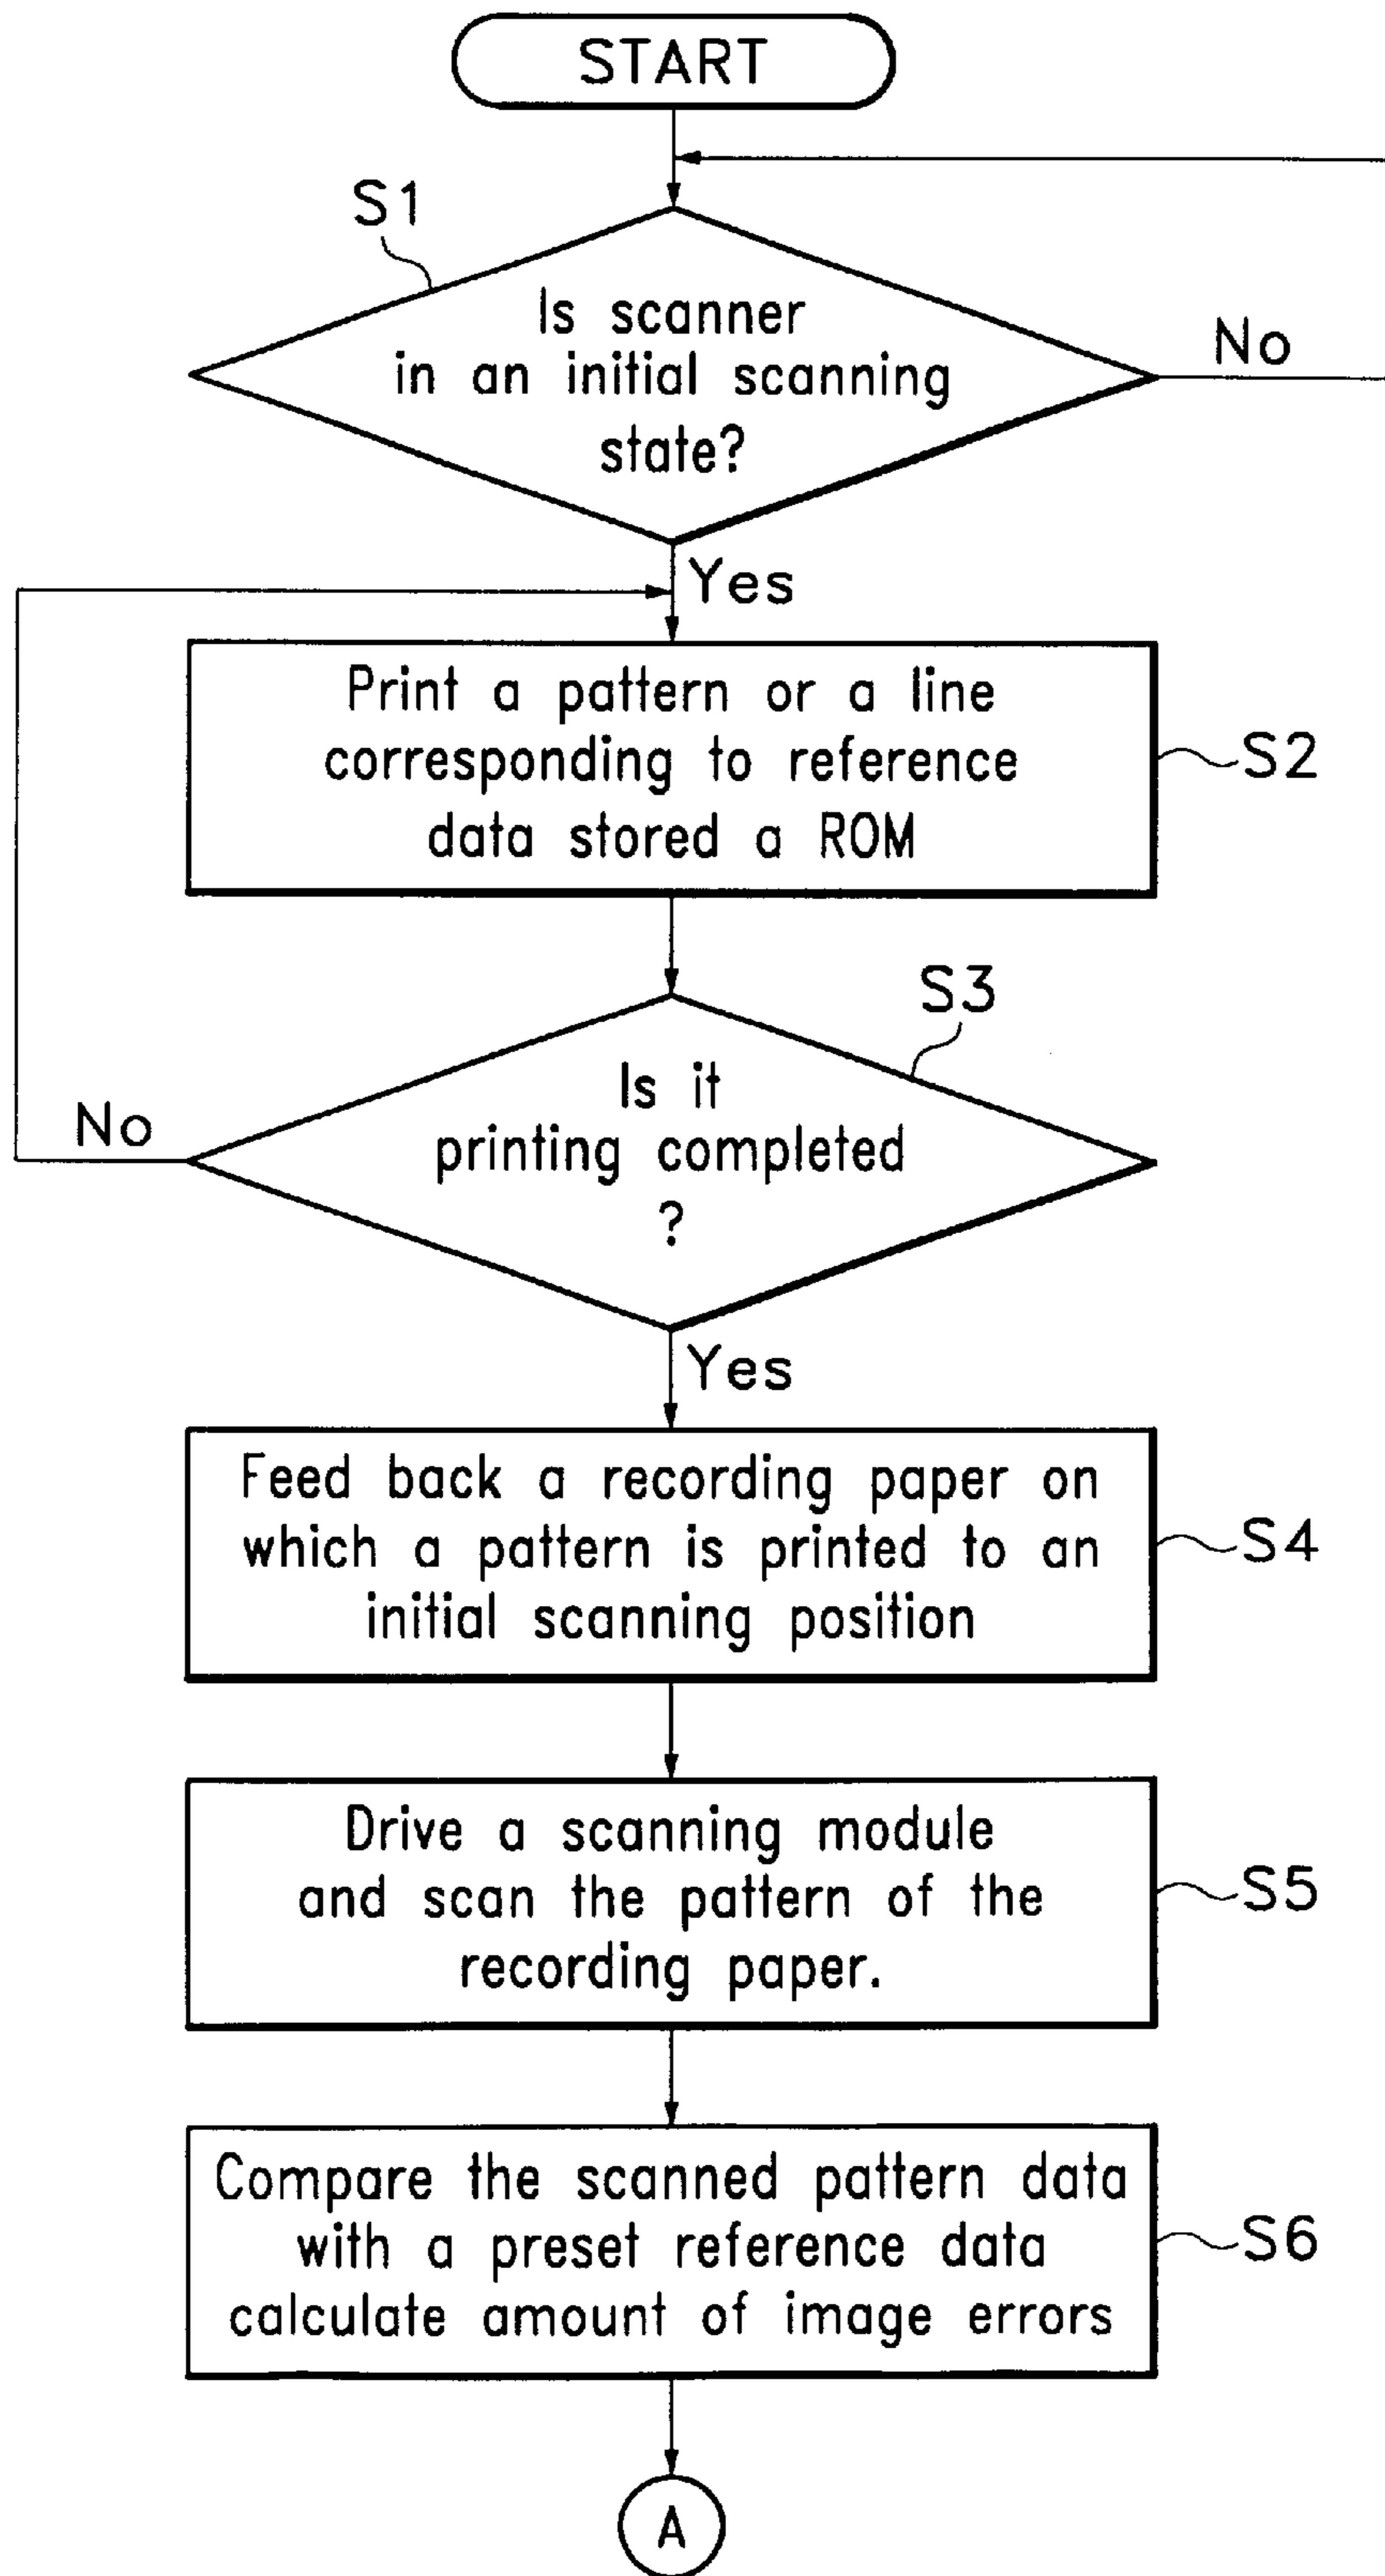 START
S1
Is scanner
in an initial scanning
state?
No
Yes
Print a pattern or a line
corresponding to reference
data stored a ROM
S2
S3
Is it
printing completed
?
No
Yes
Feed back a recording paper on
which a pattern is printed to an
initial scanning position
S4
Drive a scanning module
and scan the pattern of the
recording paper.
S5
Compare the scanned pattern data
with a preset reference data
calculate amount of image errors
S6
A